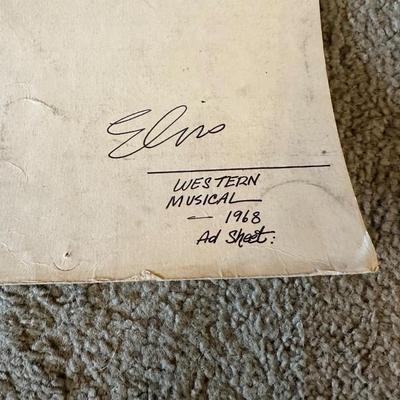 Elvis
WESTERN
MUSICAL
— 1968
Ad Sheet: